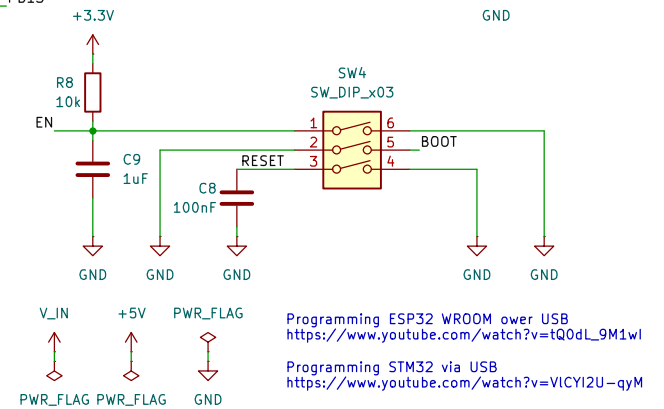 +3.3V
GND
R8
10k
SW4
SW_DIP_x03
EN
1
6
2
5
BOOT
RESET
3
4
C9
1uF
C8
100nF
GND
GND
GND
GND
GND
V_IN
+5V
PWR_FLAG
Programming ESP32 WROOM ower USB
https://www.youtube.com/watch?v=tQ0dL_9M1wI
Programming STM32 via USB
https://www.youtube.com/watch?v=VlCYI2U-qyM
PWR_FLAG
PWR_FLAG
GND